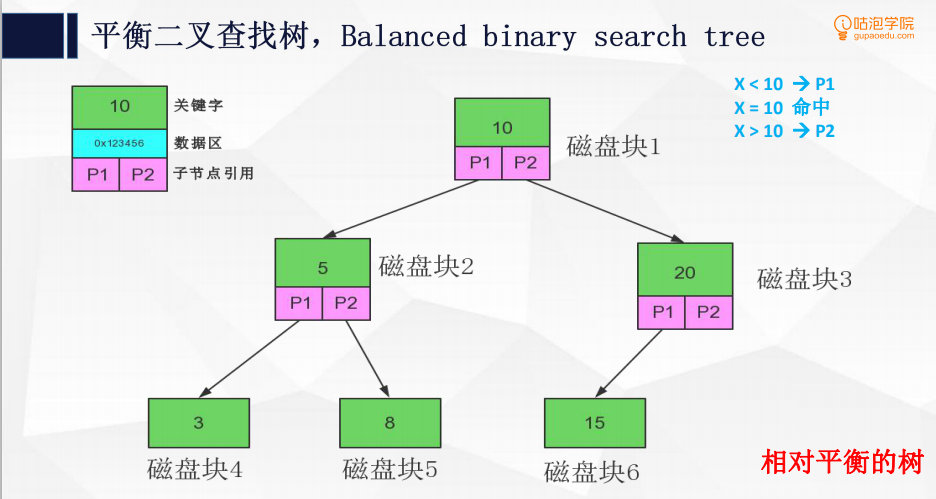 平衡二叉查找树，Balanced binary search tree
咕泡学院
gupaoedu.com
10
关键字
0x123456
数据区
P1
P2
子节点引用
X < 10 → P1
X = 10 命中
X > 10 → P2
10
P1
P2
磁盘块1
5
P1
P2
磁盘块2
20
P1
P2
磁盘块3
3
8
15
磁盘块4
磁盘块5
磁盘块6
相对平衡的树